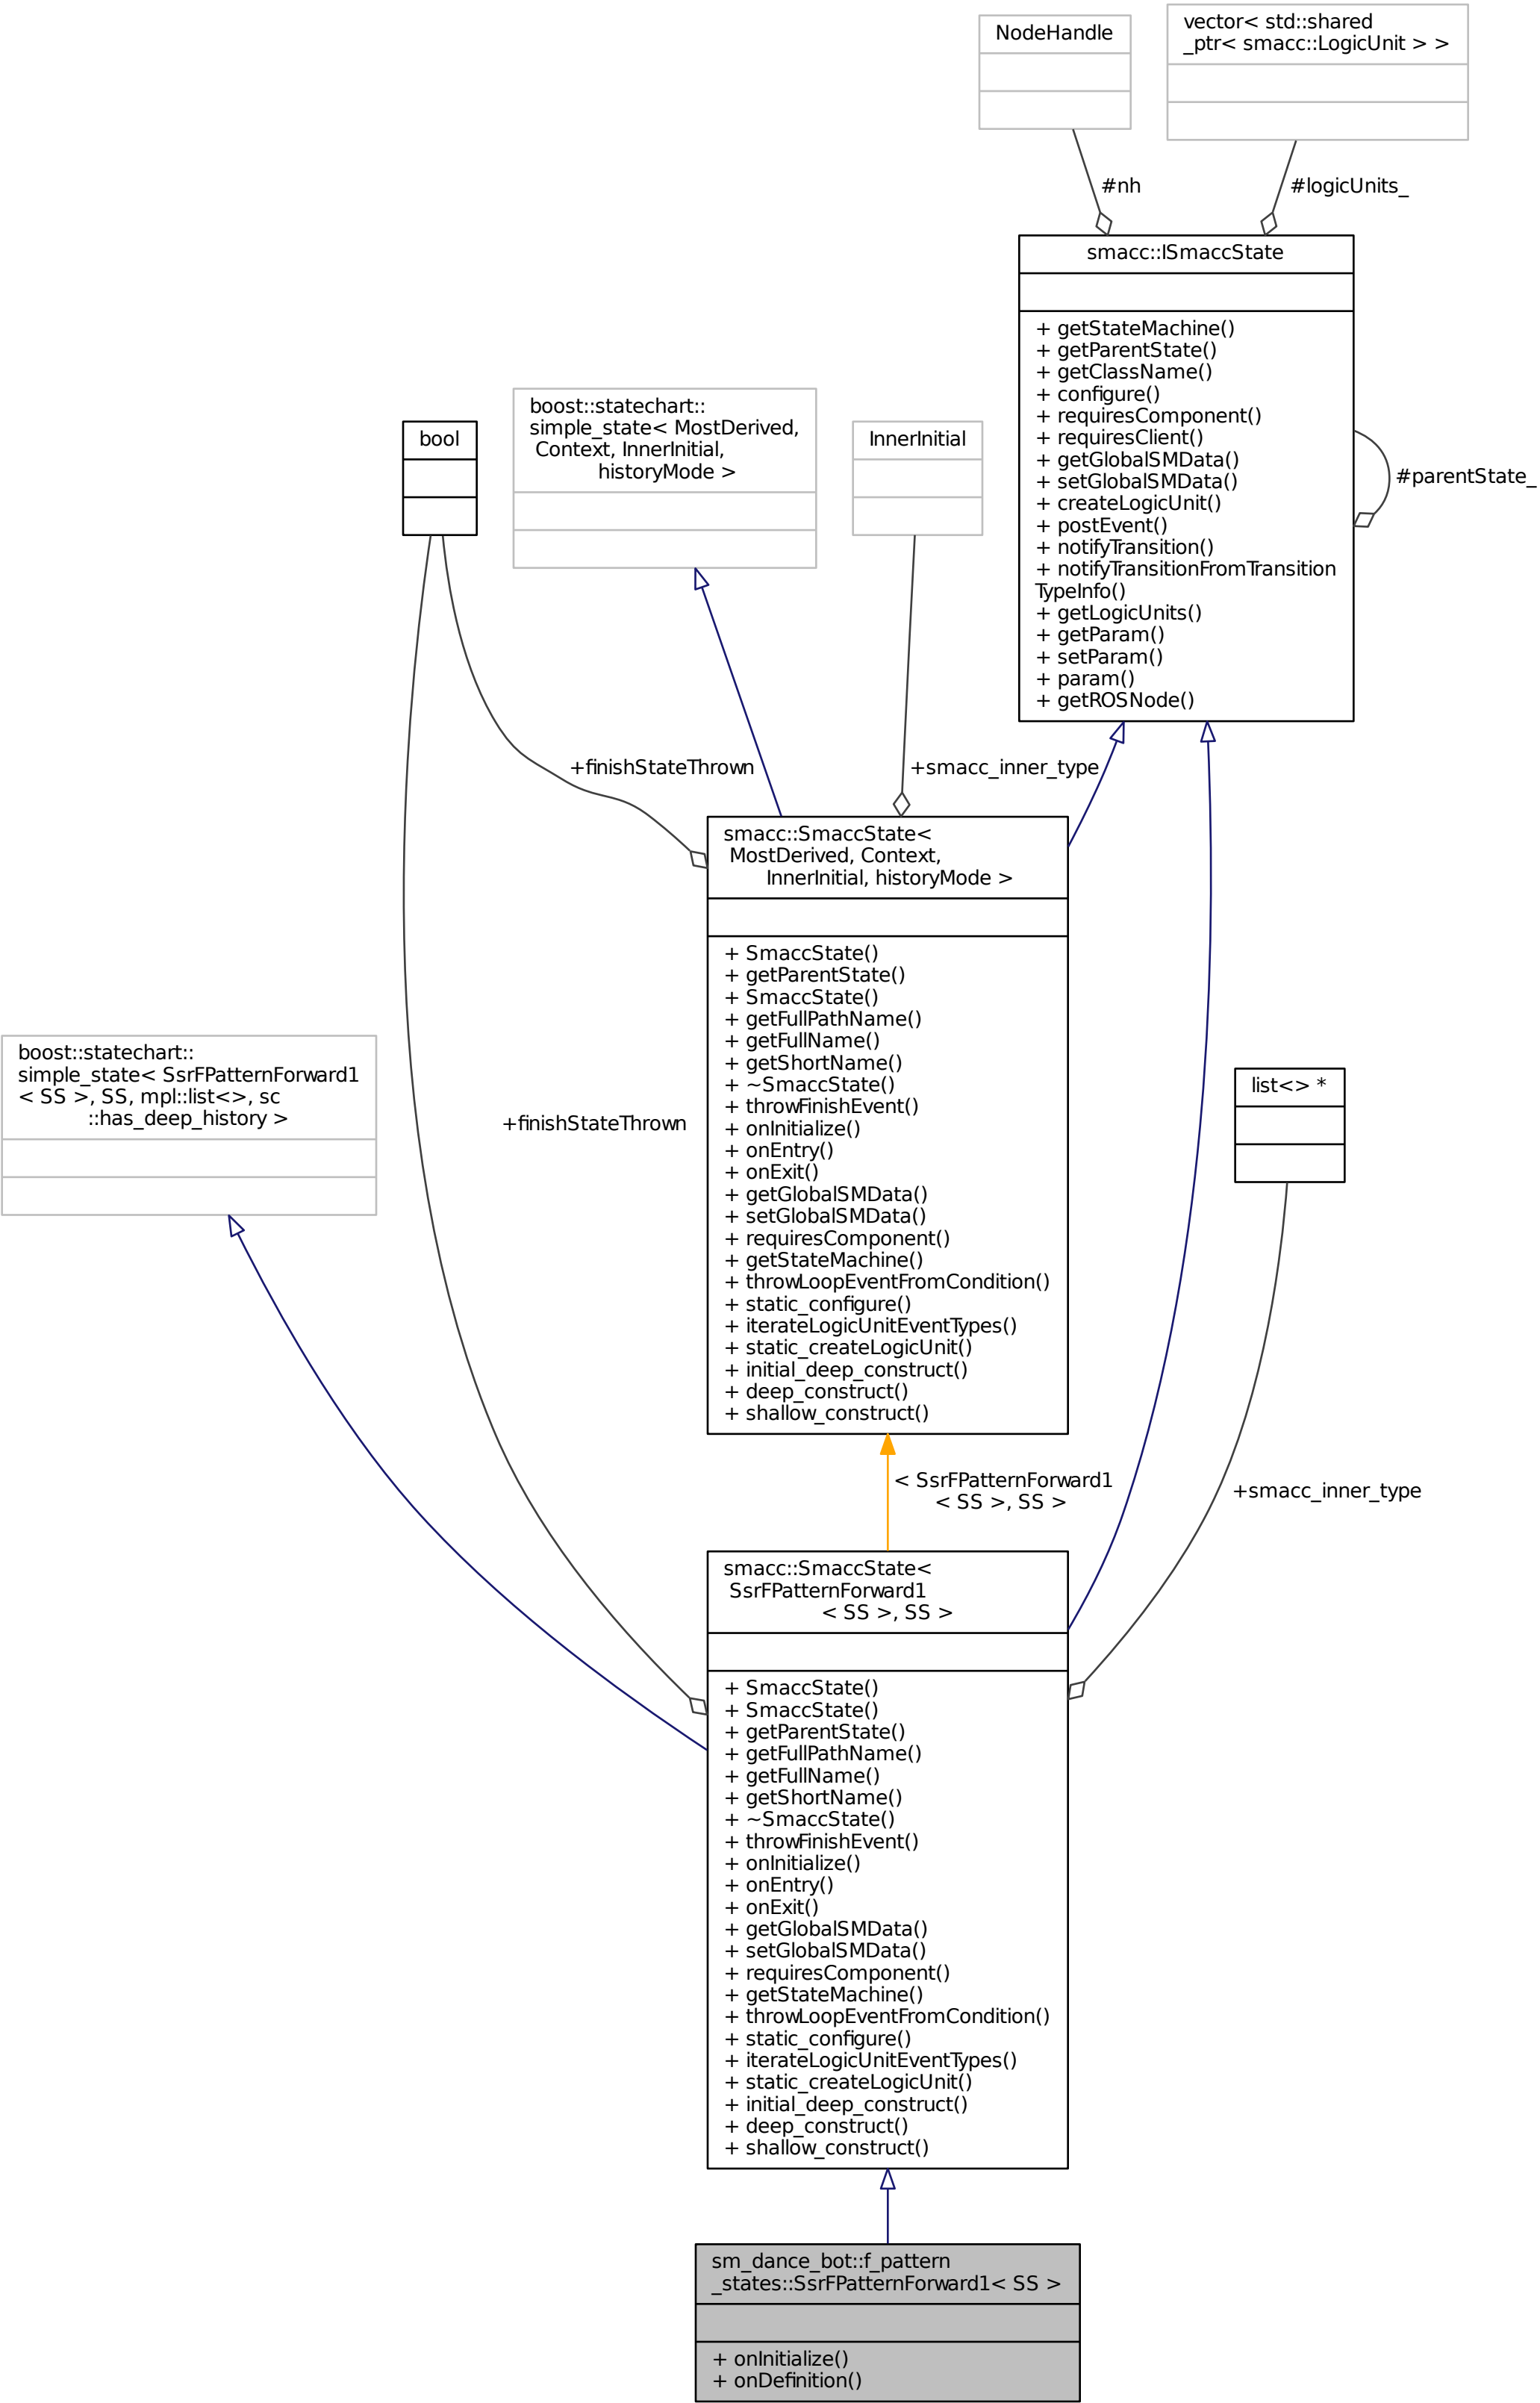 NodeHandle
vector< std::shared
_ptr< smacc::LogicUnit > >
#nh
#logicUnits_
smacc::ISmaccState
+ getStateMachine()
+ getParentState()
+ getClassName()
+ configure()
+ requiresComponent()
+ requiresClient()
+ getGlobalSMData()
+ setGlobalSMData()
+ createLogicUnit()
+ postEvent()
+ notifyTransition()
+ notifyTransitionFromTransition
TypeInfo()
+ getLogicUnits()
+ getParam()
+ setParam()
+ param()
+ getROSNode()
#parentState_
bool
boost::statechart::
simple_state< MostDerived,
Context, InnerInitial,
historyMode >
InnerInitial
+finishStateThrown
+smacc_inner_type
smacc::SmaccState<
MostDerived, Context,
InnerInitial, historyMode >
+ SmaccState()
+ getParentState()
+ SmaccState()
+ getFullPathName()
+ getFullName()
+ getShortName()
+ ~SmaccState()
+ throwFinishEvent()
+ onInitialize()
+ onEntry()
+ onExit()
+ getGlobalSMData()
+ setGlobalSMData()
+ requiresComponent()
+ getStateMachine()
+ throwLoopEventFromCondition()
+ static_configure()
+ iterateLogicUnitEventTypes()
+ static_createLogicUnit()
+ initial_deep_construct()
+ deep_construct()
+ shallow_construct()
boost::statechart::
simple_state< SsrFPatternForward1
< SS >, SS, mpl::list<>, sc
::has_deep_history >
+finishStateThrown
list<> *
< SsrFPatternForward1
< SS >, SS >
+smacc_inner_type
smacc::SmaccState<
SsrFPatternForward1
< SS >, SS >
+ SmaccState()
+ SmaccState()
+ getParentState()
+ getFullPathName()
+ getFullName()
+ getShortName()
+ ~SmaccState()
+ throwFinishEvent()
+ onInitialize()
+ onEntry()
+ onExit()
+ getGlobalSMData()
+ setGlobalSMData()
+ requiresComponent()
+ getStateMachine()
+ throwLoopEventFromCondition()
+ static_configure()
+ iterateLogicUnitEventTypes()
+ static_createLogicUnit()
+ initial_deep_construct()
+ deep_construct()
+ shallow_construct()
sm_dance_bot::f_pattern
_states::SsrFPatternForward1< SS >
+ onInitialize()
+ onDefinition()